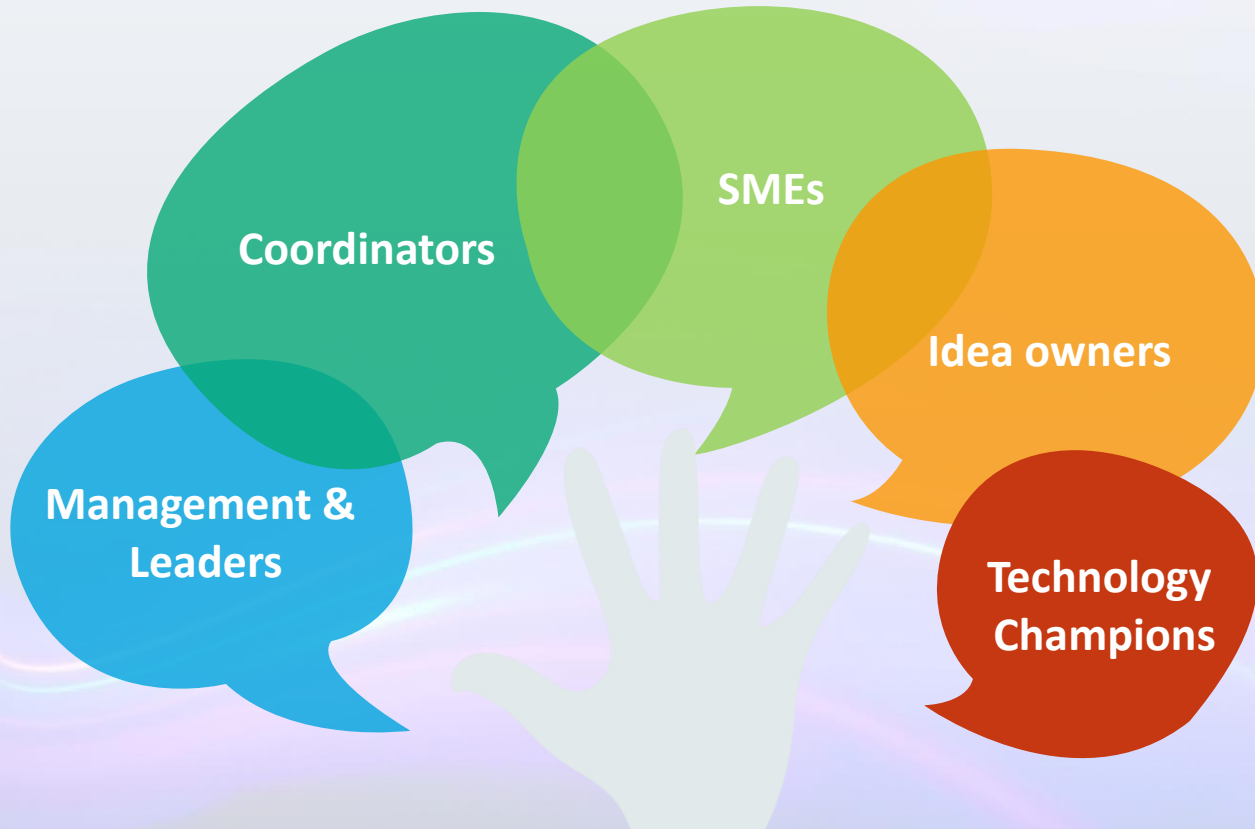 Management &
Leaders
Coordinators
SMEs
Idea owners
Technology
Champions